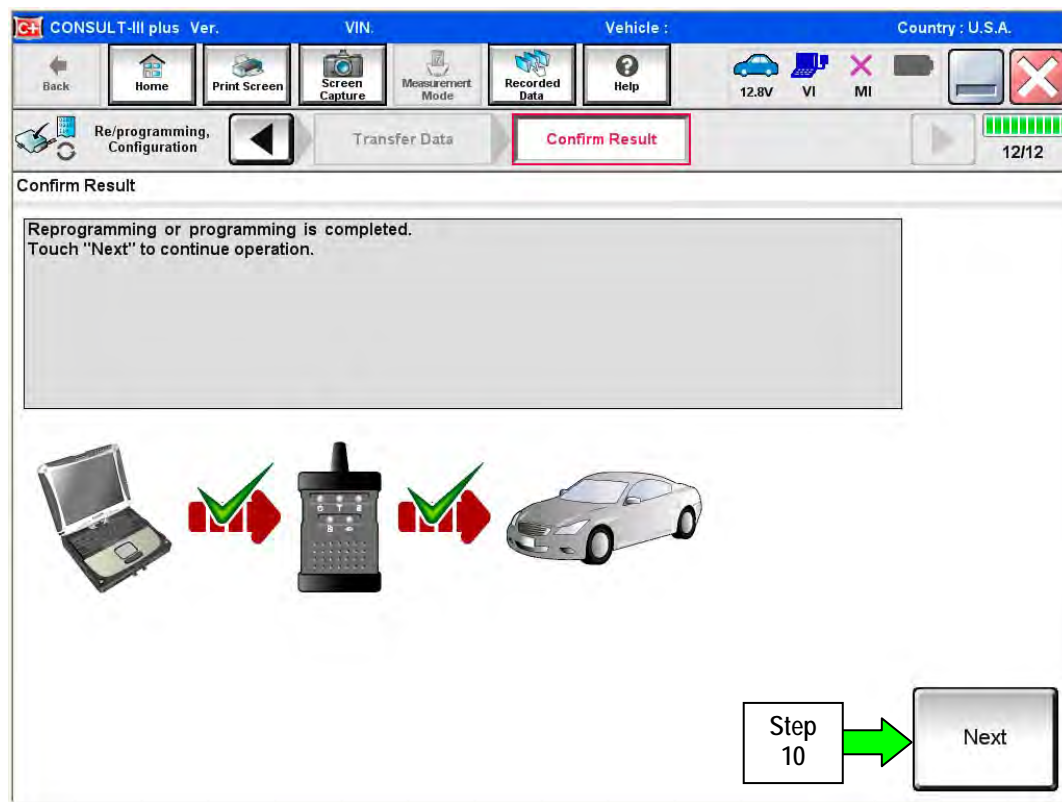 C+ CONSULT-III plus Ver. VIN. Vehicle : Country : U.S.A.
Back
Home
Print Screen
Screen
Capture
Measurement
Mode
Recorded
Data
Help
12.8V
VI
MI
Re/programming,
Configuration
Transfer Data
Confirm Result
12/12
Confirm Result
Reprogramming or programming is completed.
Touch "Next" to continue operation.
Step
10
Next